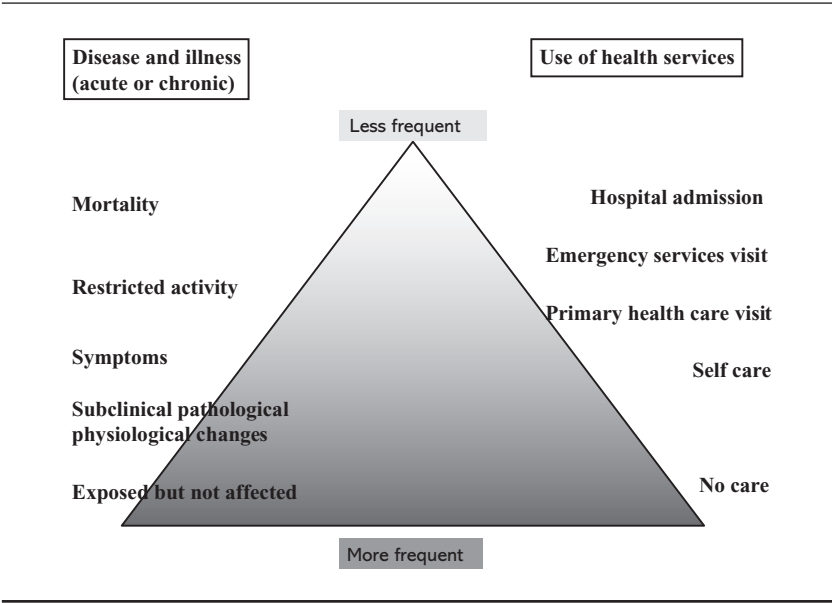 Disease and illness
(acute or chronic)
Use of health services
Less frequent
Mortality
Hospital admission
Emergency services visit
Restricted activity
Primary health care visit
Symptoms
Self care
Subclinical pathological
physiological changes
Exposed but not affected
No care
More frequent